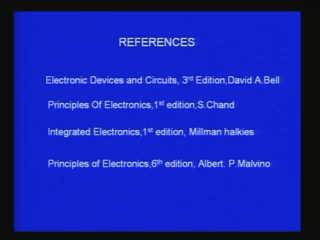 REFERENCES
Electronic Devices and Circuits, 3rd Edition,David A.Bell
Principles Of Electronics,1st edition,S.Chand
Integrated Electronics,1st edition, Millman halkies
Principles of Electronics,6th edition, Albert. P.Malvino